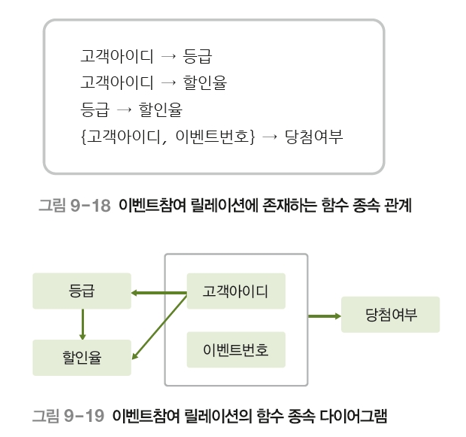 고객아이디 → 등급
고객아이디 → 할인율
등급 → 할인율
{고객아이디, 이벤트번호} → 당첨여부
그림 9-18 이벤트참여 릴레이션에 존재하는 함수 종속 관계
등급
고객아이디
당첨여부
할인율
이벤트번호
그림 9-19 이벤트참여 릴레이션의 함수 종속 다이어그램